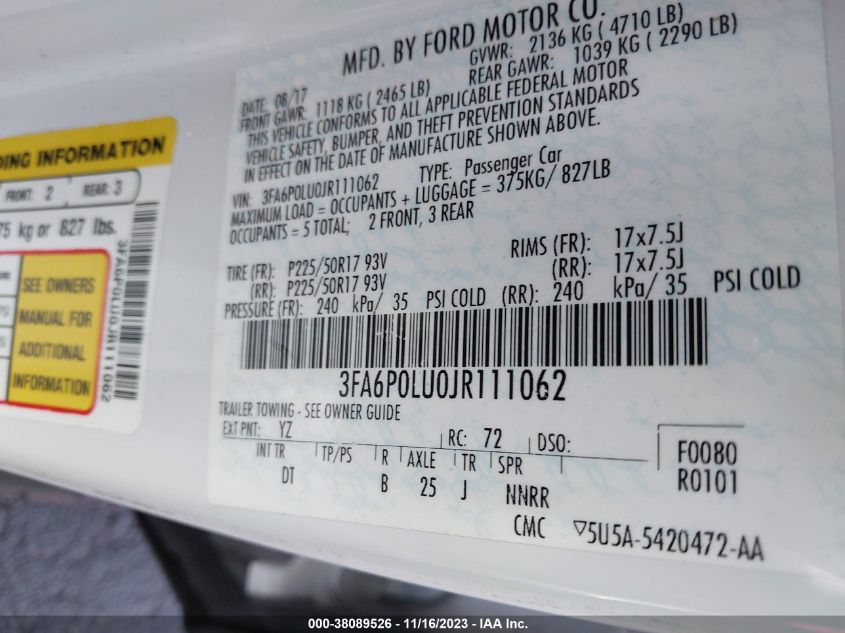 MFD. BY FORD MOTOR CO.
DATE: 08/17 GVWR: 2136 KG ( 4710 LB)
FRONT GAWR: 1118 KG ( 2465 LB) REAR GAWR: 1039 KG ( 2290 LB)
THIS VEHICLE CONFORMS TO ALL APPLICABLE FEDERAL MOTOR
VEHICLE SAFETY, BUMPER, AND THEFT PREVENTION STANDARDS
IN EFFECT ON THE DATE OF MANUFACTURE SHOWN ABOVE.
VIN: 3FA6P0LU0JR111062 TYPE: Passenger Car
MAXIMUM LOAD = OCCUPANTS + LUGGAGE = 375KG/ 827LB
OCCUPANTS = 5 TOTAL; 2 FRONT, 3 REAR
TIRE (FR): P225/50R17 93V RIMS (FR): 17x7.5J
(RR): P225/50R17 93V (RR): 17x7.5J
PRESSURE (FR): 240 kPa/ 35 PSI COLD (RR): 240 kPa/ 35 PSI COLD
3FA6P0LU0JR111062
TRAILER TOWING - SEE OWNER GUIDE
EXT PNT: YZ RC: 72 DSO:
INT TR TP/PS R AXLE TR SPR F0080
DT B 25 J NNRR R0101
CMC ▽5U5A-5420472-AA
DING INFORMATION
FRONT: 2 REAR: 3
75 kg or 827 lbs.
SEE OWNERS
MANUAL FOR
ADDITIONAL
INFORMATION
3FA6P0LU0JR111062
000-38089526 - 11/16/2023 - IAA Inc.